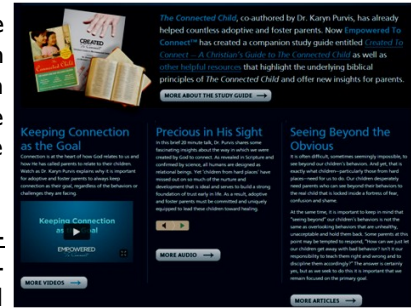 The Connected Child, co-authored by Dr. Karyn Purvis, has already
helped countless adoptive and foster parents. Now Empowered To
Connect™ has created a companion study guide entitled Created To
Connect – A Christian's Guide to The Connected Child as well as
other helpful resources that highlight the underlying biblical
principles of The Connected Child and offer new insights for parents.
MORE ABOUT THE STUDY GUIDE
Keeping Connection
as the Goal
Connection is at the heart of how God relates to us and
how He has called parents to relate to their children.
Watch as Dr. Karyn Purvis explains why it is important
for adoptive and foster parents to always keep
connection as their goal, regardless of the behaviors or
challenges they are facing.
Keeping Connection
as the Goal
EMPOWERED
MORE VIDEOS
Precious in His Sight
In this brief 20 minute talk, Dr. Purvis shares some
fascinating insights about the way in which we were
created by God to connect. As revealed in Scripture and
confirmed by science, all humans are designed as
relational beings. Yet 'children from hard places' have
missed out on so much of the nurture and
development that is ideal and serves to build a strong
foundation of trust early in life. As a result, adoptive
and foster parents must be committed and uniquely
equipped to lead these children toward healing.
MORE AUDIO
Seeing Beyond the
Obvious
It is often difficult, sometimes seemingly impossible, to
see beyond our children's behaviors. And yet, that is
exactly what children–particularly those from hard
places–need for us to do. Our children desperately
need parents who can see beyond their behaviors to
the real child that is locked inside a fortress of fear,
confusion and shame.
At the same time, it is important to keep in mind that
"seeing beyond" our children's behaviors is not the
same as overlooking behaviors that are unhealthy,
unacceptable and hold them back. Some parents at this
point may be tempted to respond, "How can we just let
our children get away with bad behavior? Isn't it our
responsibility to teach them right and wrong and to
discipline them accordingly?" The answer is certainly
yes, but as we seek to do this it is important that we
remain focused on the primary goal.
MORE ARTICLES